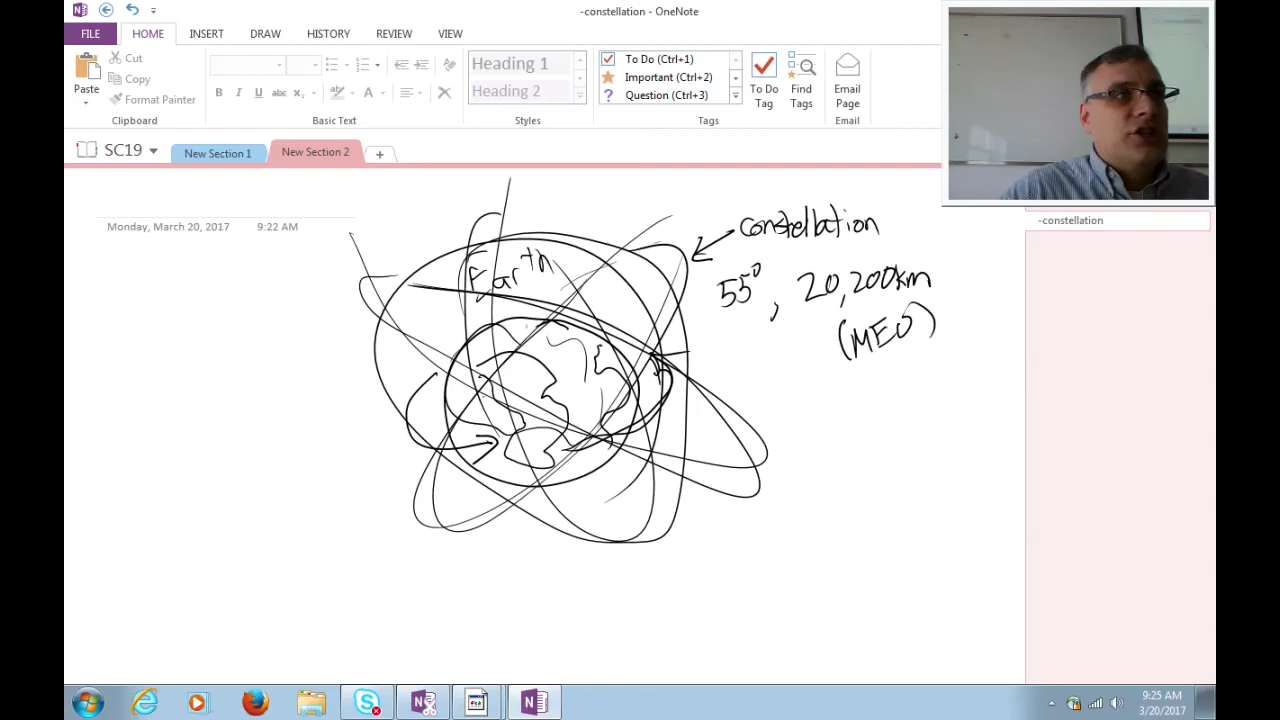 -constellation - OneNote
FILE
HOME
INSERT
DRAW
HISTORY
REVIEW
VIEW
Paste
Cut
Copy
Format Painter
Clipboard
B I U abc x₂ A
Basic Text
Heading 1
Heading 2
Styles
To Do (Ctrl+1)
Important (Ctrl+2)
? Question (Ctrl+3)
Tags
To Do
Tag
Find
Tags
Email
Page
Email
SC19
New Section 1
New Section 2
+
Monday, March 20, 2017 9:22 AM
-constellation
Earth
constellation
55°, 20,200km
(MEO)
9:25 AM
3/20/2017